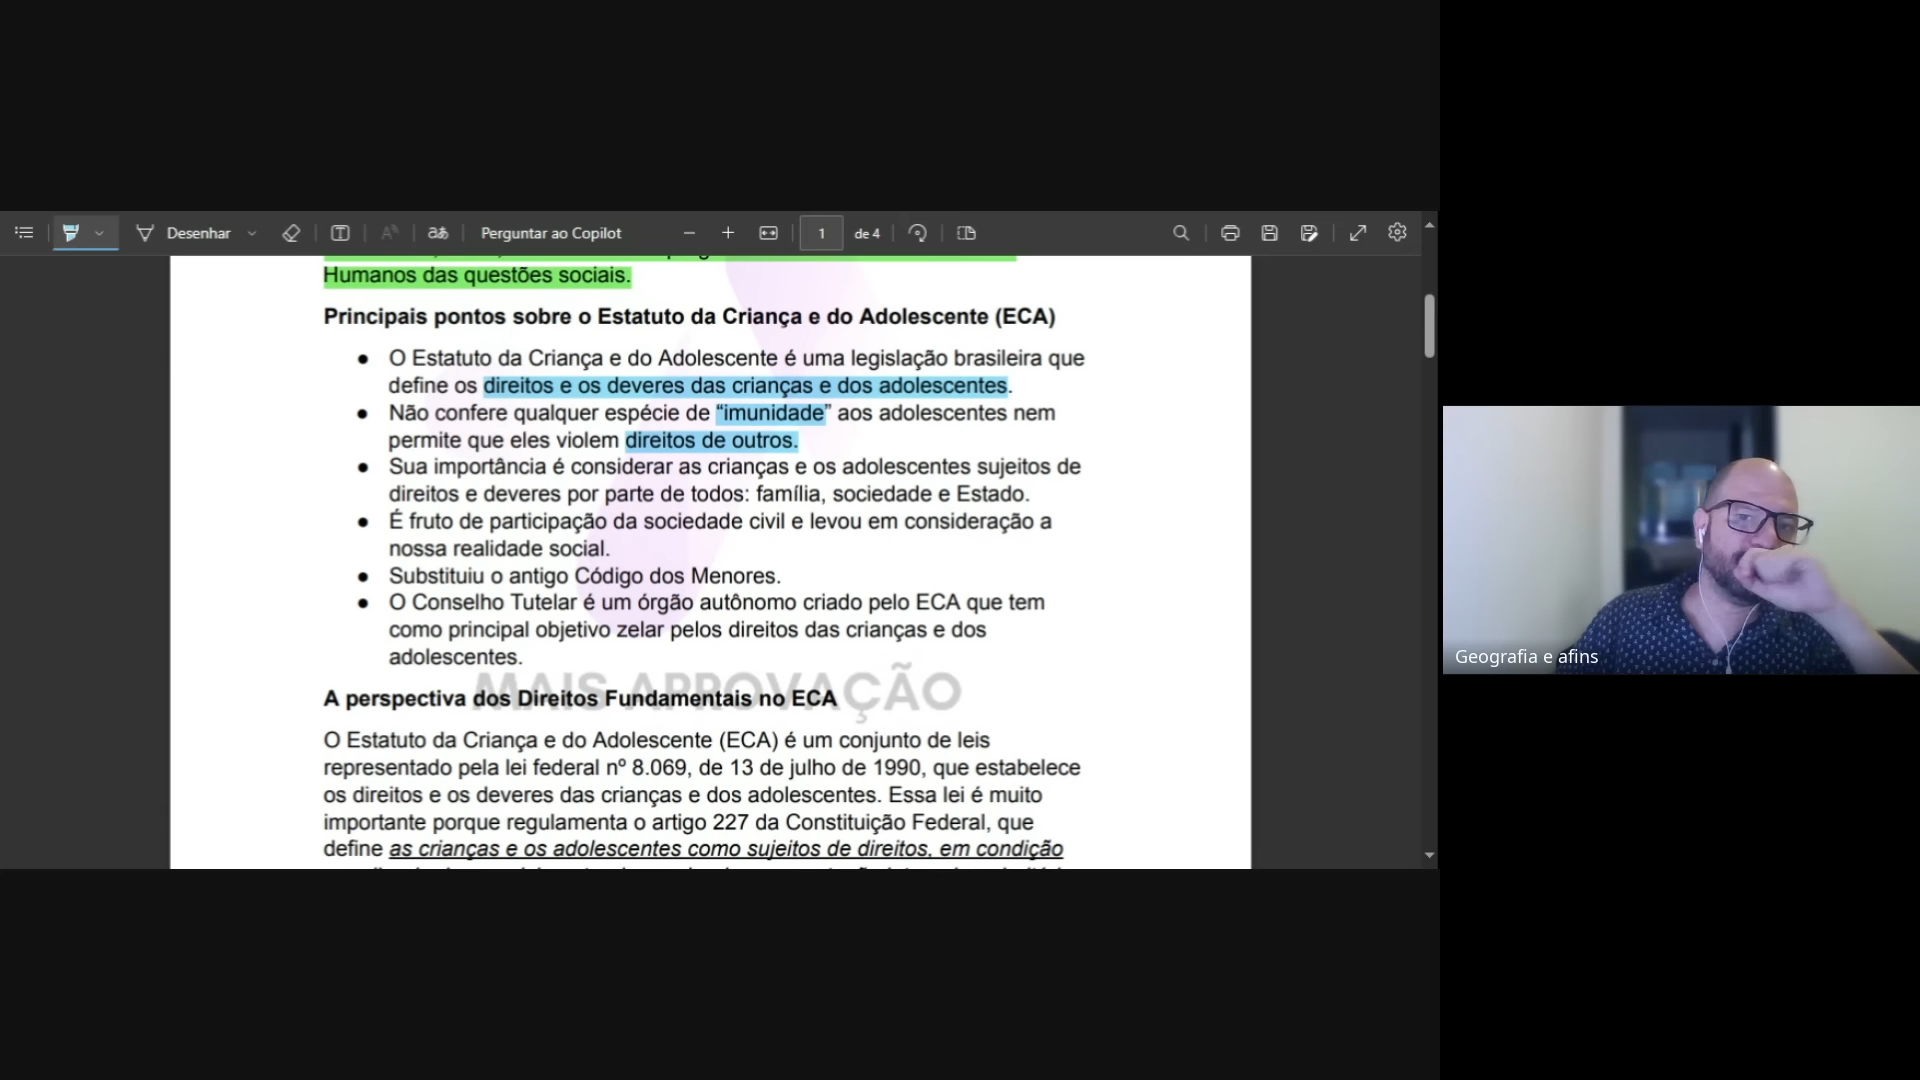 Desenhar
Perguntar ao Copilot
1
de 4
Humanos das questões sociais.
Principais pontos sobre o Estatuto da Criança e do Adolescente (ECA)
● O Estatuto da Criança e do Adolescente é uma legislação brasileira que
define os direitos e os deveres das crianças e dos adolescentes.
● Não confere qualquer espécie de “imunidade” aos adolescentes nem
permite que eles violem direitos de outros.
● Sua importância é considerar as crianças e os adolescentes sujeitos de
direitos e deveres por parte de todos: família, sociedade e Estado.
● É fruto de participação da sociedade civil e levou em consideração a
nossa realidade social.
● Substituiu o antigo Código dos Menores.
● O Conselho Tutelar é um órgão autônomo criado pelo ECA que tem
como principal objetivo zelar pelos direitos das crianças e dos
adolescentes.
MAIS APROVAÇÃO
A perspectiva dos Direitos Fundamentais no ECA
O Estatuto da Criança e do Adolescente (ECA) é um conjunto de leis
representado pela lei federal nº 8.069, de 13 de julho de 1990, que estabelece
os direitos e os deveres das crianças e dos adolescentes. Essa lei é muito
importante porque regulamenta o artigo 227 da Constituição Federal, que
define as crianças e os adolescentes como sujeitos de direitos, em condição
Geografia e afins